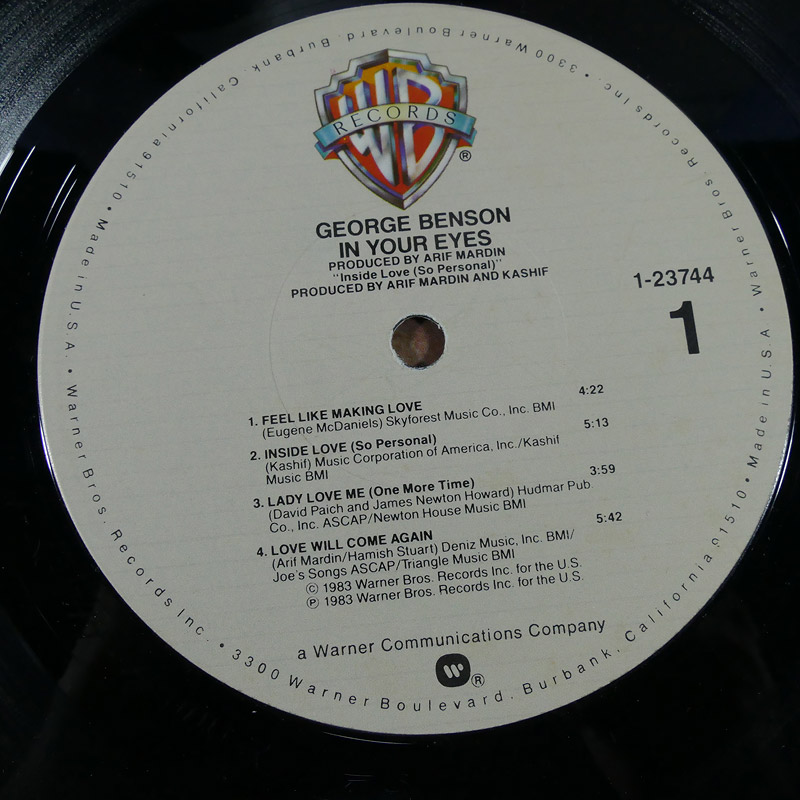 WB
RECORDS
®
GEORGE BENSON
IN YOUR EYES
PRODUCED BY ARIF MARDIN
"Inside Love (So Personal)"
PRODUCED BY ARIF MARDIN AND KASHIF
1-23744
1
1. FEEL LIKE MAKING LOVE 4:22
(Eugene McDaniels) Skyforest Music Co., Inc. BMI
2. INSIDE LOVE (So Personal) 5:13
(Kashif) Music Corporation of America, Inc./Kashif
Music BMI
3. LADY LOVE ME (One More Time) 3:59
(David Paich and James Newton Howard) Hudmar Pub.
Co., Inc. ASCAP/Newton House Music BMI
4. LOVE WILL COME AGAIN 5:42
(Arif Mardin/Hamish Stuart) Deniz Music, Inc. BMI/
Joe's Songs ASCAP/Triangle Music BMI
© 1983 Warner Bros. Records Inc. for the U.S.
℗ 1983 Warner Bros. Records Inc. for the U.S.
a Warner Communications Company
®
Warner Bros. Records Inc. • 3300 Warner Boulevard, Burbank, California 91510 • Made in U.S.A. • Warner Bros. Records Inc. • 3300 Warner Boulevard, Burbank, California 91510 • Made in U.S.A. •